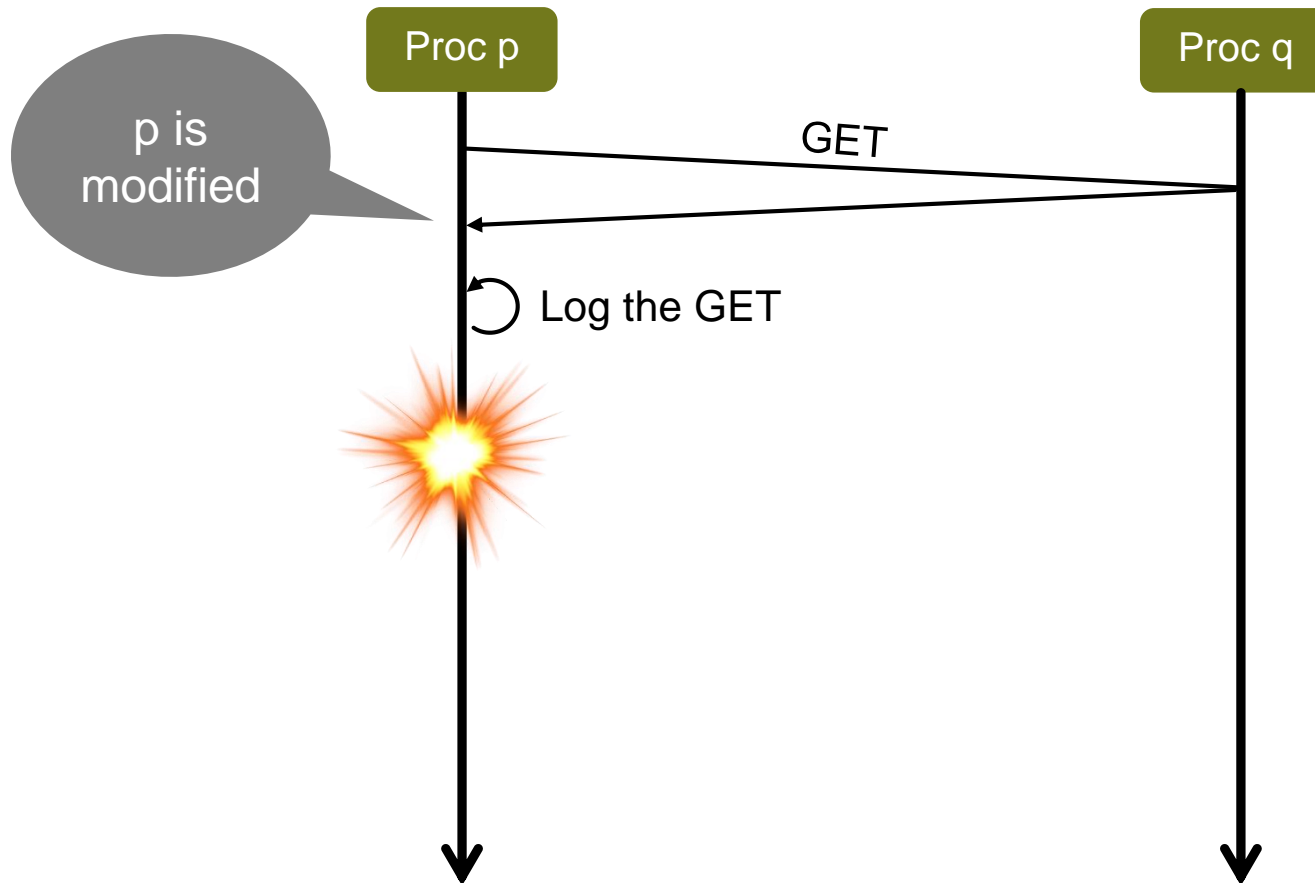 Proc p
Proc q
p is
modified
GET
Log the GET